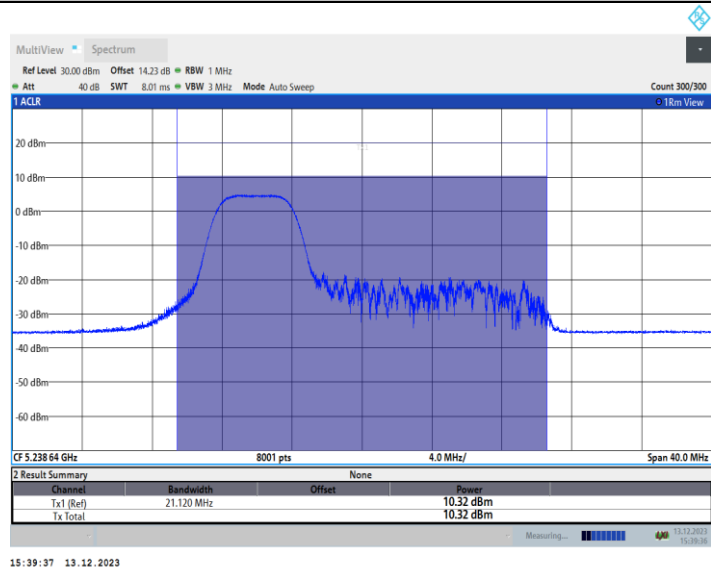 MultiView Spectrum
Ref Level 30.00 dBm Offset 14.23 dB RBW 1 MHz
Att 40 dB SWT 8.01 ms VBW 3 MHz Mode Auto Sweep Count 300/300
1 ACLR 1Rm View
20 dBm
10 dBm
0 dBm
-10 dBm
-20 dBm
-30 dBm
-40 dBm
-50 dBm
-60 dBm
CF 5.23864 GHz 8001 pts 4.0 MHz/ Span 40.0 MHz
2 Result Summary None
Channel Bandwidth Offset Power
Tx1 (Ref) 21.120 MHz 10.32 dBm
Tx Total 10.32 dBm
Measuring... 13.12.2023
15:39:36
15:39:37 13.12.2023